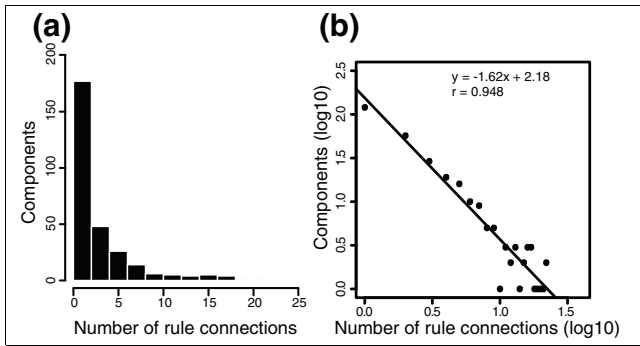 (a)
Components
0
50
100
150
200
0
5
10
15
20
25
Number of rule connections
(b)
y = -1.62x + 2.18
r = 0.948
Components (log10)
0.0
0.5
1.0
1.5
2.0
2.5
0.0
0.5
1.0
1.5
Number of rule connections (log10)